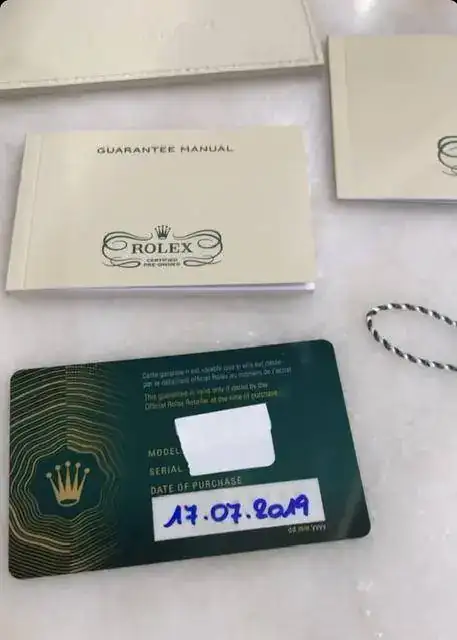 GUARANTEE MANUAL
ROLEX
CERTIFIED
PRE-OWNED
Cette garantie n'est valable que si elle est datée
par le détaillant officiel Rolex au moment de l'achat
This guarantee is valid only if dated by the
Official Rolex Retailer at the time of purchase
MODEL
SERIAL
DATE OF PURCHASE
17.07.2019
dd.mm.yyyy